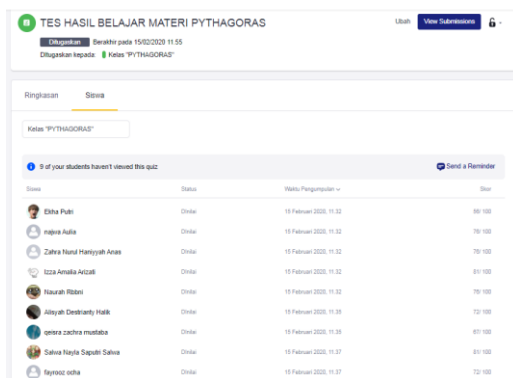 TES HASIL BELAJAR MATERI PYTHAGORAS
Ubah View Submissions
Ditugaskan Berakhir pada 15/02/2020 11.55
Ditugaskan kepada: Kelas "PYTHAGORAS"
Ringkasan Siswa
Kelas "PYTHAGORAS"
9 of your students haven't viewed this quiz Send a Reminder
Siswa Status Waktu Pengumpulan Skor
Ekha Putri Dinilai 15 Februari 2020, 11.32 /100
najwa Aulia Dinilai 15 Februari 2020, 11.32 76/100
Zahra Nurul Haniyyah Anas Dinilai 15 Februari 2020, 11.32 76/100
Izza Amalia Arizati Dinilai 15 Februari 2020, 11.32 81/100
Naurah Ribbni Dinilai 15 Februari 2020, 11.32 76/100
Alisyah Destrianty Halik Dinilai 15 Februari 2020, 11.35 72/100
qeisra zachra mustaba Dinilai 15 Februari 2020, 11.35 67/100
Salwa Nayla Saputri Salwa Dinilai 15 Februari 2020, 11.37 81/100
fayrooz ocha Dinilai 15 Februari 2020, 11.37 72/100